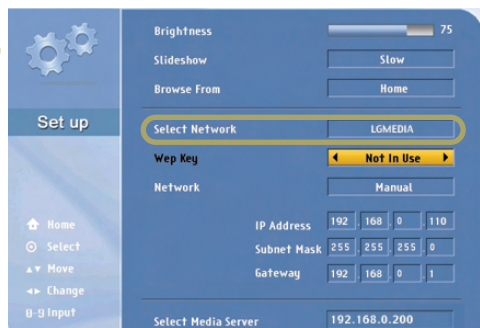 Brightness 75
Slideshow Slow
Browse From Home
Set up
Select Network LGMEDIA
Wep Key Not In Use
Network Manual
IP Address 192 . 168 . 0 . 110
Subnet Mask 255 . 255 . 255 . 0
Gateway 192 . 168 . 0 . 1
Home
Select
Move
Change
0-9 Input
Select Media Server 192.168.0.200